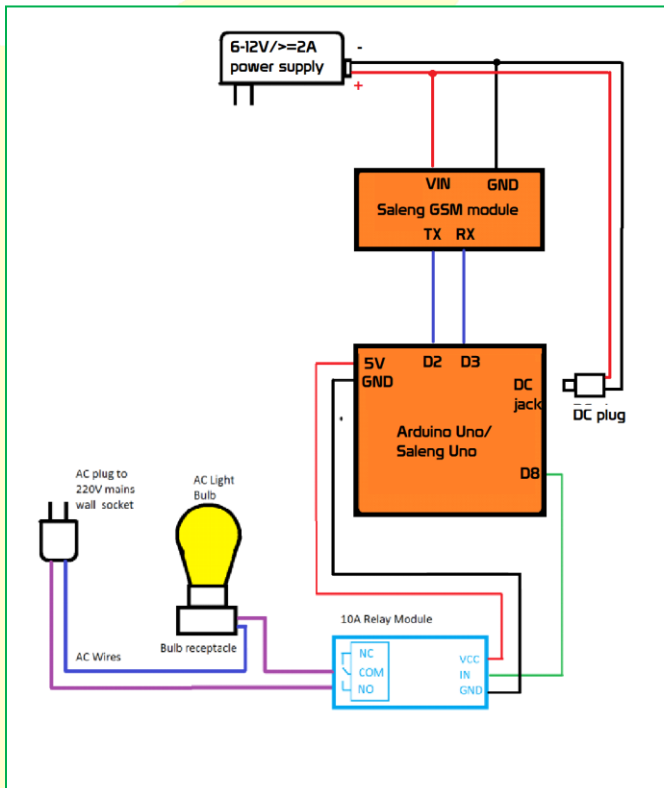 6-12V/>=2A
power supply
-
+
VIN GND
Saleng GSM module
TX RX
5V D2 D3
GND
DC
jack
Arduino Uno/
Saleng Uno
D8
DC plug
AC plug to
220V mains
wall socket
AC Light
Bulb
Bulb receptacle
AC Wires
10A Relay Module
NC
COM
NO
VCC
IN
GND